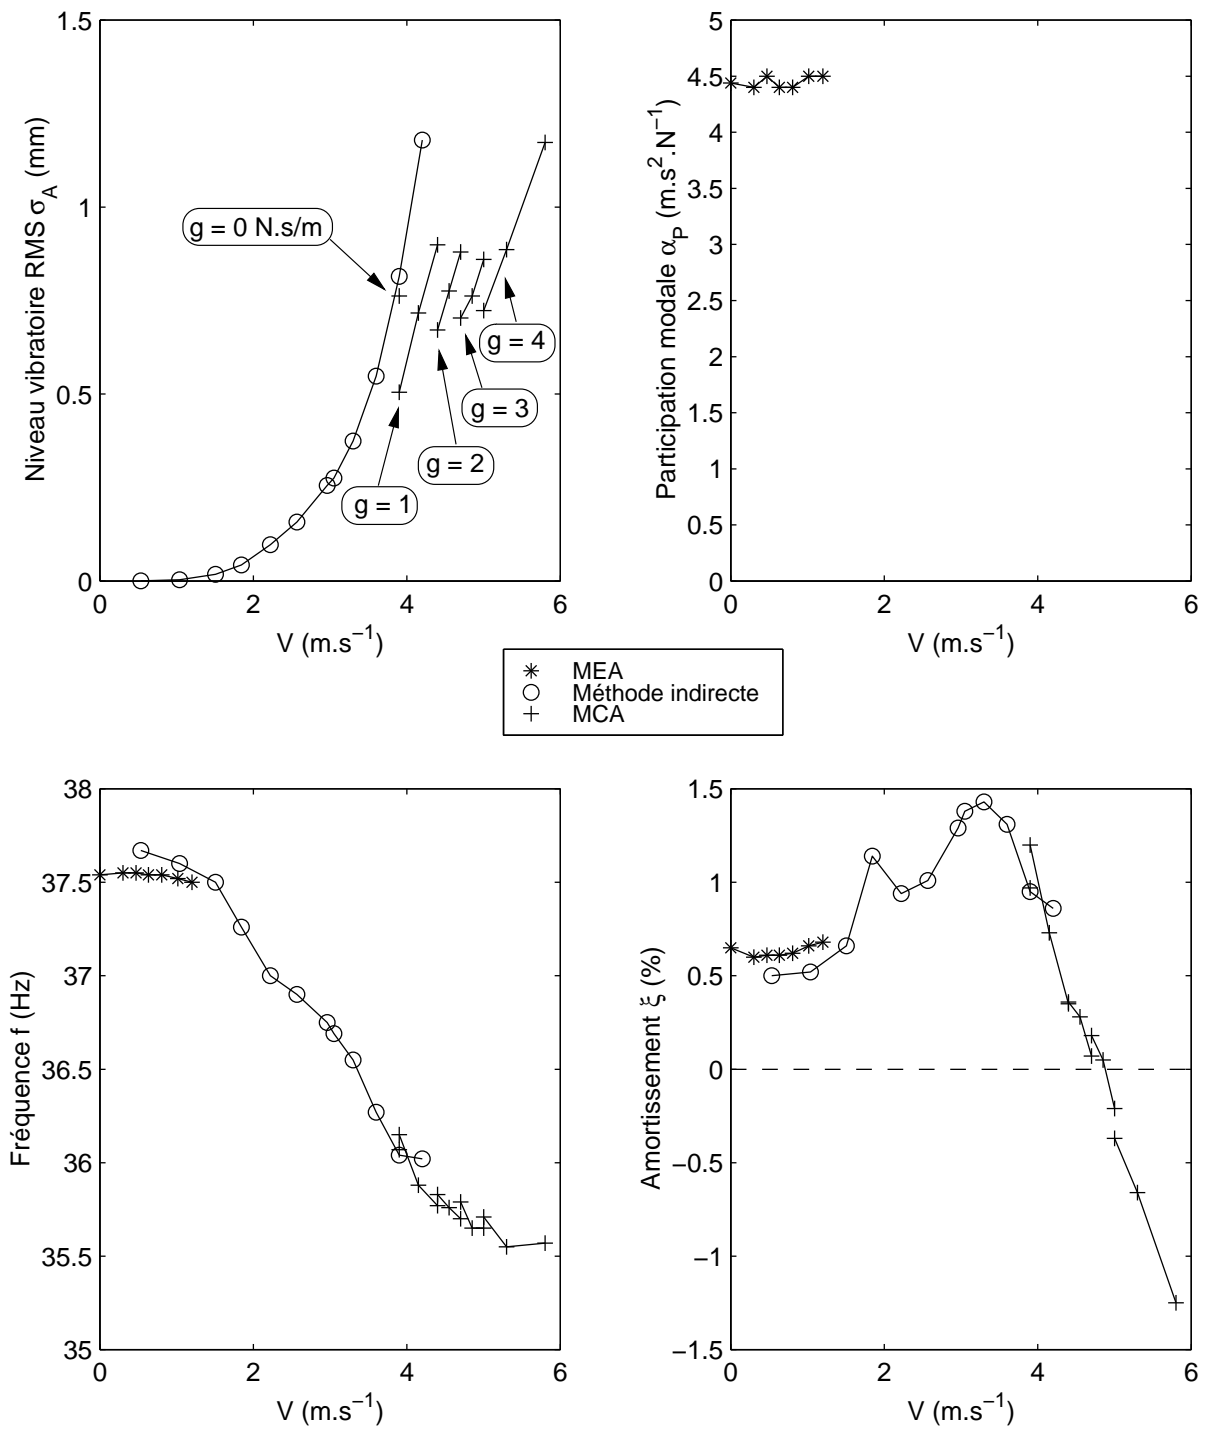 1.5
1
0.5
0
0
2
4
6
Niveau vibratoire RMS σ_A (mm)
V (m.s⁻¹)
g = 0 N.s/m
g = 1
g = 2
g = 3
g = 4
5
4.5
4
3.5
3
2.5
2
1.5
1
0.5
0
0
2
4
6
Participation modale α_P (m.s².N⁻¹)
V (m.s⁻¹)
MEA
Méthode indirecte
MCA
38
37.5
37
36.5
36
35.5
35
0
2
4
6
Fréquence f (Hz)
V (m.s⁻¹)
1.5
1
0.5
0
−0.5
−1
−1.5
0
2
4
6
Amortissement ξ (%)
V (m.s⁻¹)